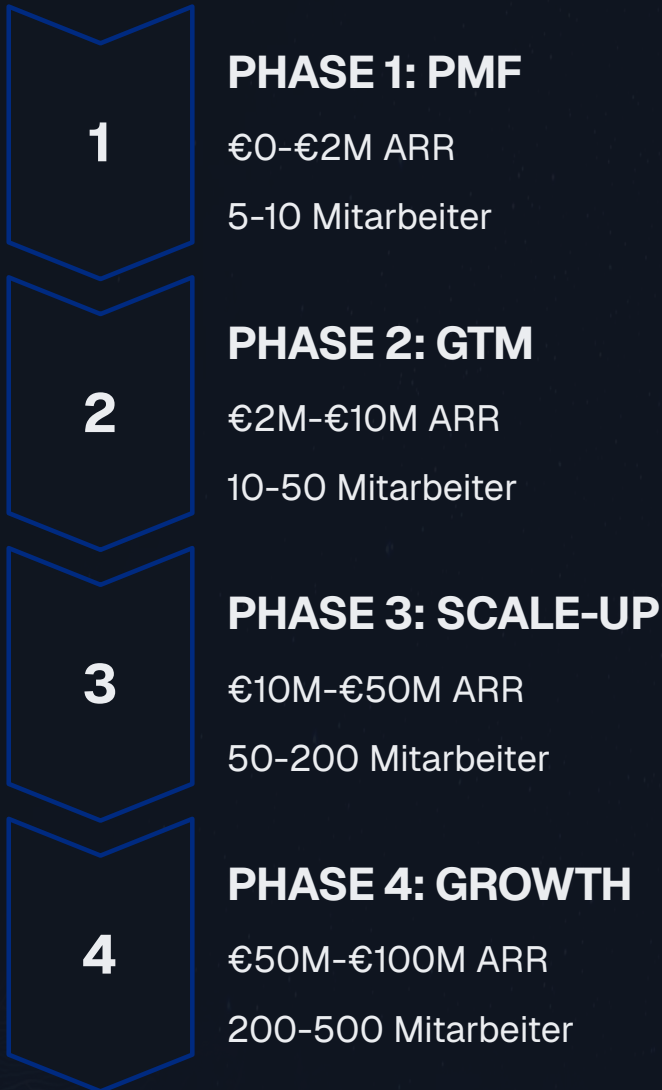 1
PHASE 1: PMF
€0-€2M ARR
5-10 Mitarbeiter
2
PHASE 2: GTM
€2M-€10M ARR
10-50 Mitarbeiter
3
PHASE 3: SCALE-UP
€10M-€50M ARR
50-200 Mitarbeiter
4
PHASE 4: GROWTH
€50M-€100M ARR
200-500 Mitarbeiter